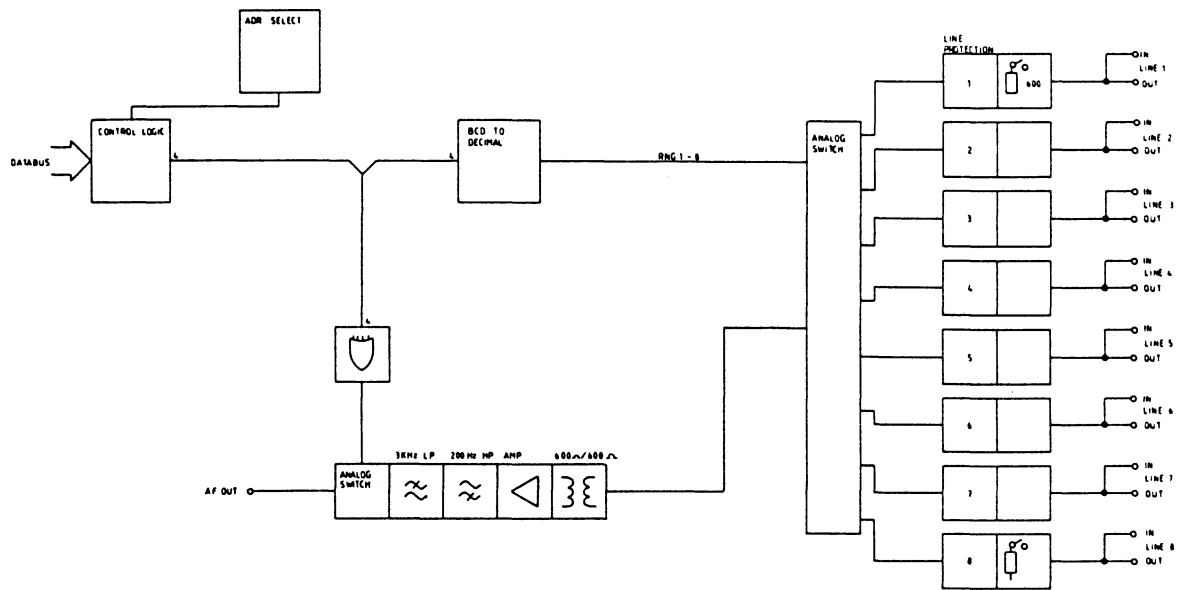 ADR SELECT
LINE
PROTECTION
CONTROL LOGIC
4
DATABUS
4
BCD TO
DECIMAL
RNG 1 - 8
ANALOG
SWITCH
1
600
IN
LINE 1
OUT
2
IN
LINE 2
OUT
3
IN
LINE 3
OUT
4
IN
LINE 4
OUT
5
IN
LINE 5
OUT
6
IN
LINE 6
OUT
7
IN
LINE 7
OUT
8
IN
LINE 8
OUT
4
3KHz LP
200Hz HP
AMP
600Ω/600Ω
ANALOG
SWITCH
AF OUT